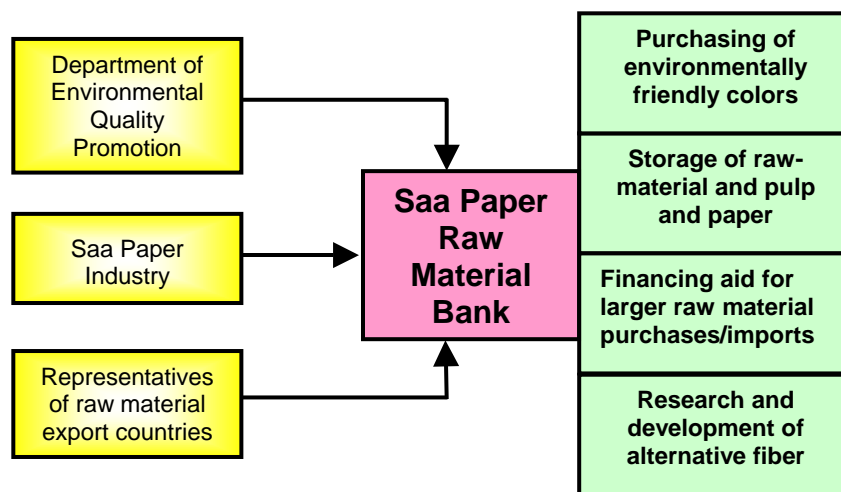 Department of
Environmental
Quality
Promotion
Saa Paper
Industry
Representatives
of raw material
export countries
Saa Paper
Raw
Material
Bank
Purchasing of
environmentally
friendly colors
Storage of raw-
material and pulp
and paper
Financing aid for
larger raw material
purchases/imports
Research and
development of
alternative fiber